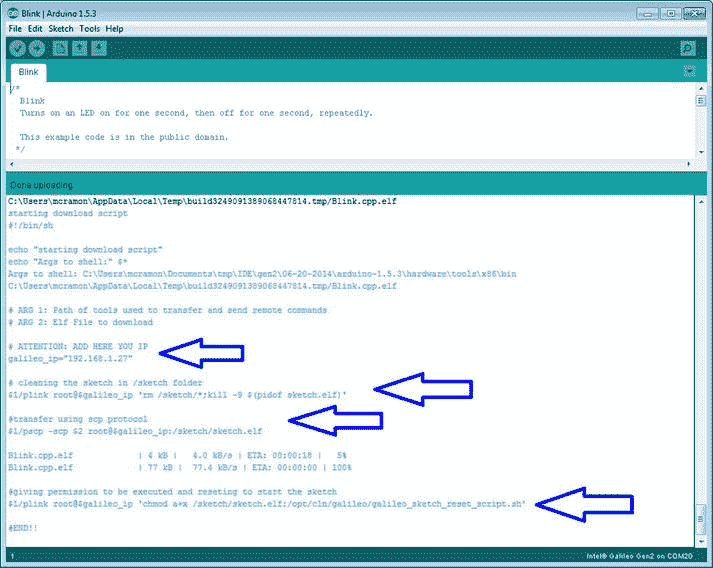 Blink | Arduino 1.5.3
File Edit Sketch Tools Help
Blink
/*
Blink
Turns on an LED on for one second, then off for one second, repeatedly.
This example code is in the public domain.
*/
Done uploading.
C:\Users\mcramon\AppData\Local\Temp\build3249091389068447814.tmp/Blink.cpp.elf
starting download script
#!/bin/sh
echo "starting download script"
echo "Args to shell:" $*
Args to shell: C:\Users\mcramon\Documents\tmp\IDE\gen2\06-20-2014\arduino-1.5.3\hardware\tools\x86\bin
C:\Users\mcramon\AppData\Local\Temp\build3249091389068447814.tmp/Blink.cpp.elf
# ARG 1: Path of tools used to transfer and send remote commands
# ARG 2: Elf File to download
# ATTENTION: ADD HERE YOU IP
galileo_ip="192.168.1.27"
# cleaning the sketch in /sketch folder
$1/plink root@$galileo_ip 'rm /sketch/*;kill -9 $(pidof sketch.elf)'
#transfer using scp protocol
$1/pscp -scp $2 root@$galileo_ip:/sketch/sketch.elf
Blink.cpp.elf | 4 kB | 4.0 kB/s | ETA: 00:00:18 | 5%
Blink.cpp.elf | 77 kB | 77.4 kB/s | ETA: 00:00:00 | 100%
#giving permission to be executed and reseting to start the sketch
$1/plink root@$galileo_ip 'chmod a+x /sketch/sketch.elf;/opt/cln/galileo/galileo_sketch_reset_script.sh'
#END!!
1
Intel® Galileo Gen2 on COM20